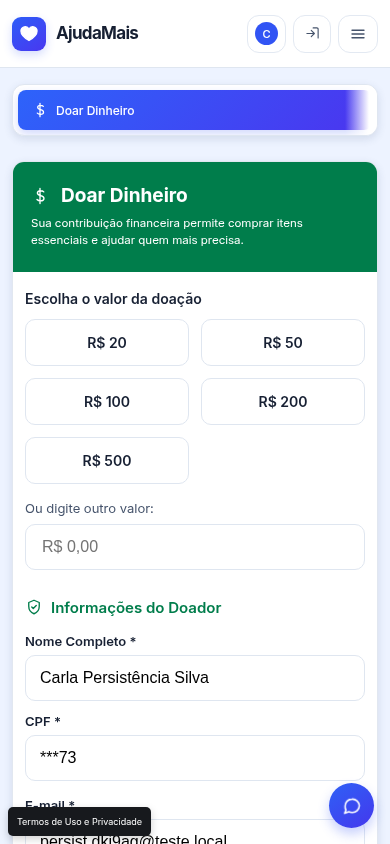 AjudaMais
C
Doar Dinheiro
Doar Dinheiro
Sua contribuição financeira permite comprar itens
essenciais e ajudar quem mais precisa.
Escolha o valor da doação
R$ 20
R$ 50
R$ 100
R$ 200
R$ 500
Ou digite outro valor:
R$ 0,00
Informações do Doador
Nome Completo *
Carla Persistência Silva
CPF *
***73
E-mail *
Termos de Uso e Privacidade